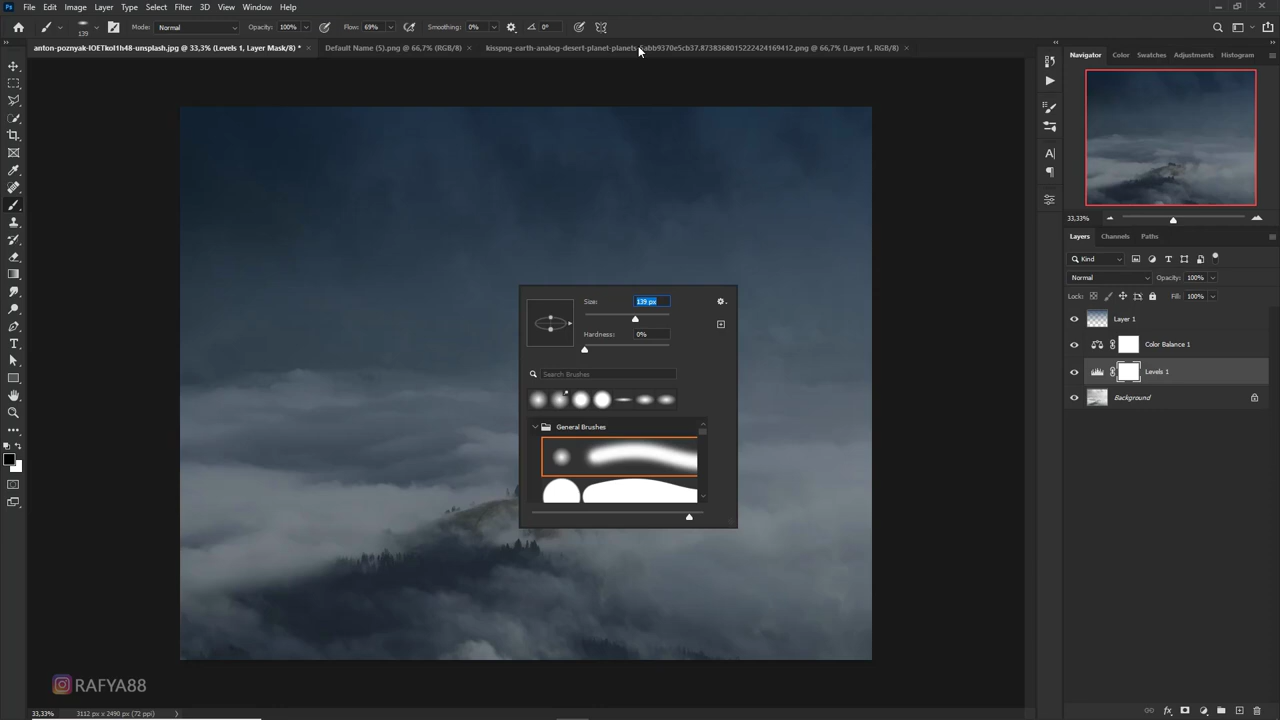 Ps File Edit Image Layer Type Select Filter 3D View Window Help
139 Mode: Normal Opacity: 100% Flow: 69% Smoothing: 0% 0°
anton-poznyak-IOETkoI1h48-unsplash.jpg @ 33,3% (Levels 1, Layer Mask/8) * × Default Name (5).png @ 66,7% (RGB/8) × kisspng-earth-analog-desert-planet-planets abb9370e5cb37.8738368015222424169412.png @ 66,7% (Layer 1, RGB/8) ×
Navigator Color Swatches Adjustments Histogram
33,33%
Layers Channels Paths
Kind
Normal Opacity: 100%
Lock: Fill: 100%
Layer 1
Color Balance 1
Levels 1
Background
Size: 139 px
Hardness: 0%
Search Brushes
General Brushes
RAFYA88
33,33% 3112 px x 2490 px (72 ppi)